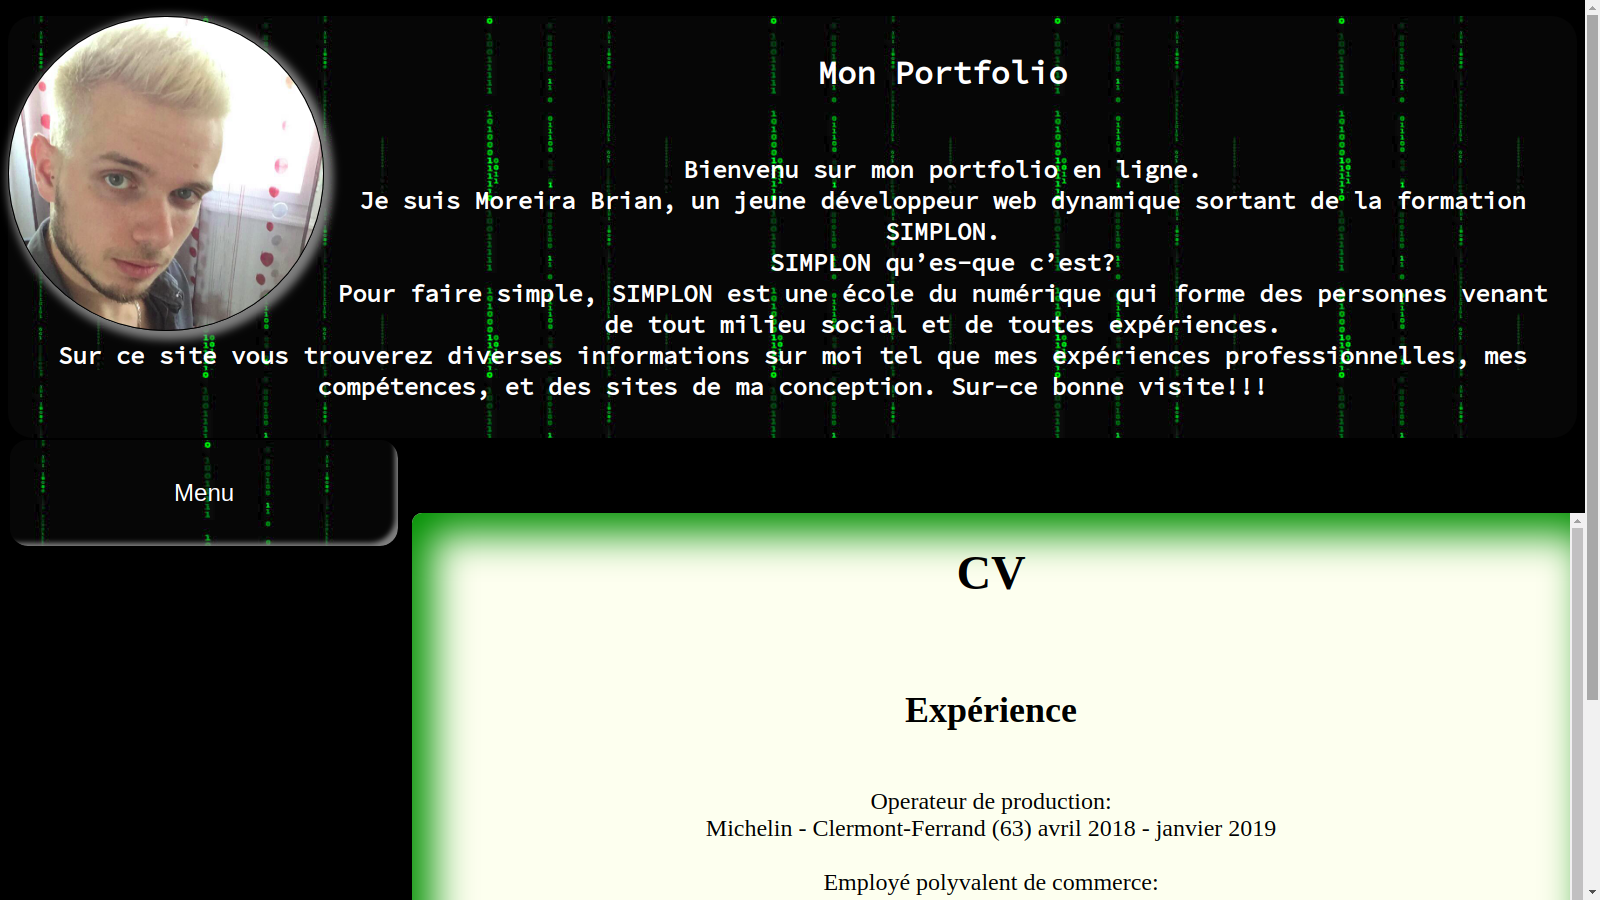 Mon Portfolio
Bienvenu sur mon portfolio en ligne.
Je suis Moreira Brian, un jeune développeur web dynamique sortant de la formation
SIMPLON.
SIMPLON qu’es-que c’est?
Pour faire simple, SIMPLON est une école du numérique qui forme des personnes venant
de tout milieu social et de toutes expériences.
Sur ce site vous trouverez diverses informations sur moi tel que mes expériences professionnelles, mes
compétences, et des sites de ma conception. Sur-ce bonne visite!!!
Menu
CV
Expérience
Operateur de production:
Michelin - Clermont-Ferrand (63) avril 2018 - janvier 2019
Employé polyvalent de commerce: